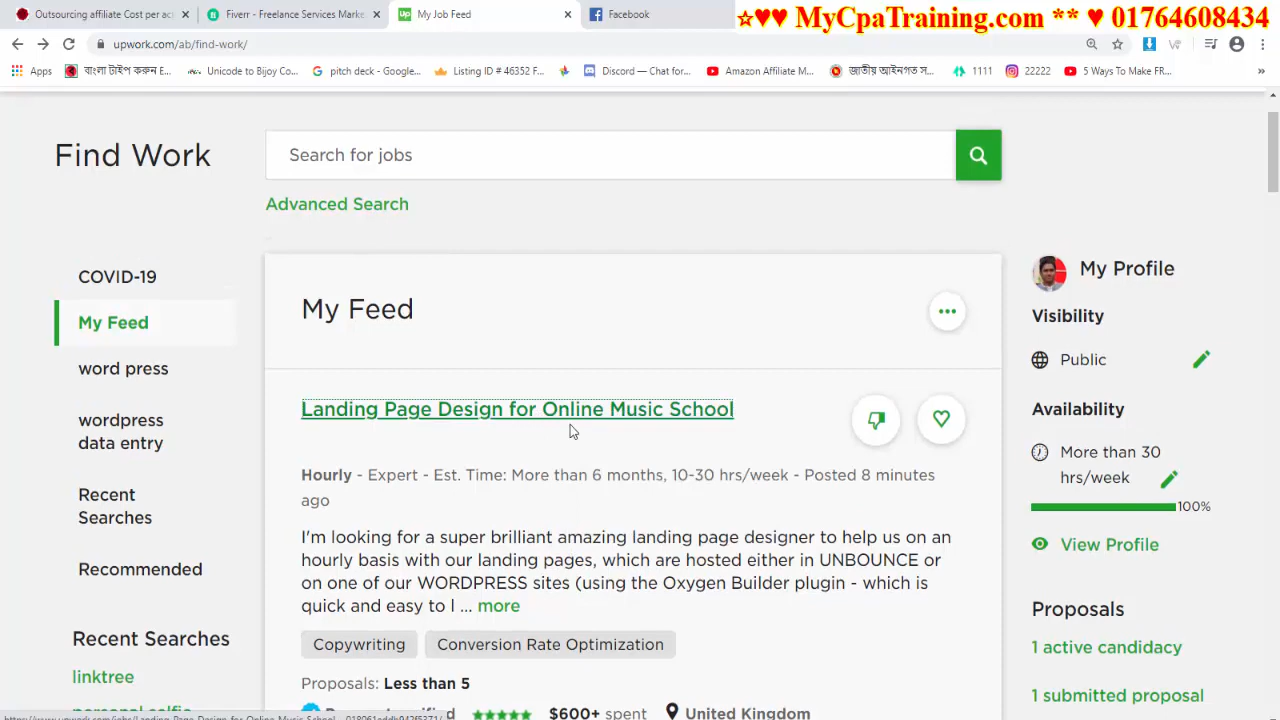 Outsourcing affiliate Cost per ac
Fiverr - Freelance Services Mark
My Job Feed
Facebook
☆♥♥ MyCpaTraining.com ** ♥ 01764608434
upwork.com/ab/find-work/
Apps
বাংলা টাইপ করুন E...
Unicode to Bijoy Co...
pitch deck - Google...
Listing ID # 46352 F...
Discord — Chat for...
Amazon Affiliate M...
জাতীয় আইনগত স...
1111
22222
5 Ways To Make FR...
»
Find Work
Search for jobs
Advanced Search
COVID-19
My Feed
word press
wordpress
data entry
Recent
Searches
Recommended
Recent Searches
linktree
My Feed
Landing Page Design for Online Music School
Hourly - Expert - Est. Time: More than 6 months, 10-30 hrs/week - Posted 8 minutes
ago
I'm looking for a super brilliant amazing landing page designer to help us on an
hourly basis with our landing pages, which are hosted either in UNBOUNCE or
on one of our WORDPRESS sites (using the Oxygen Builder plugin - which is
quick and easy to l ... more
Copywriting
Conversion Rate Optimization
Proposals: Less than 5
$600+ spent
United Kingdom
My Profile
Visibility
Public
Availability
More than 30
hrs/week
100%
View Profile
Proposals
1 active candidacy
1 submitted proposal